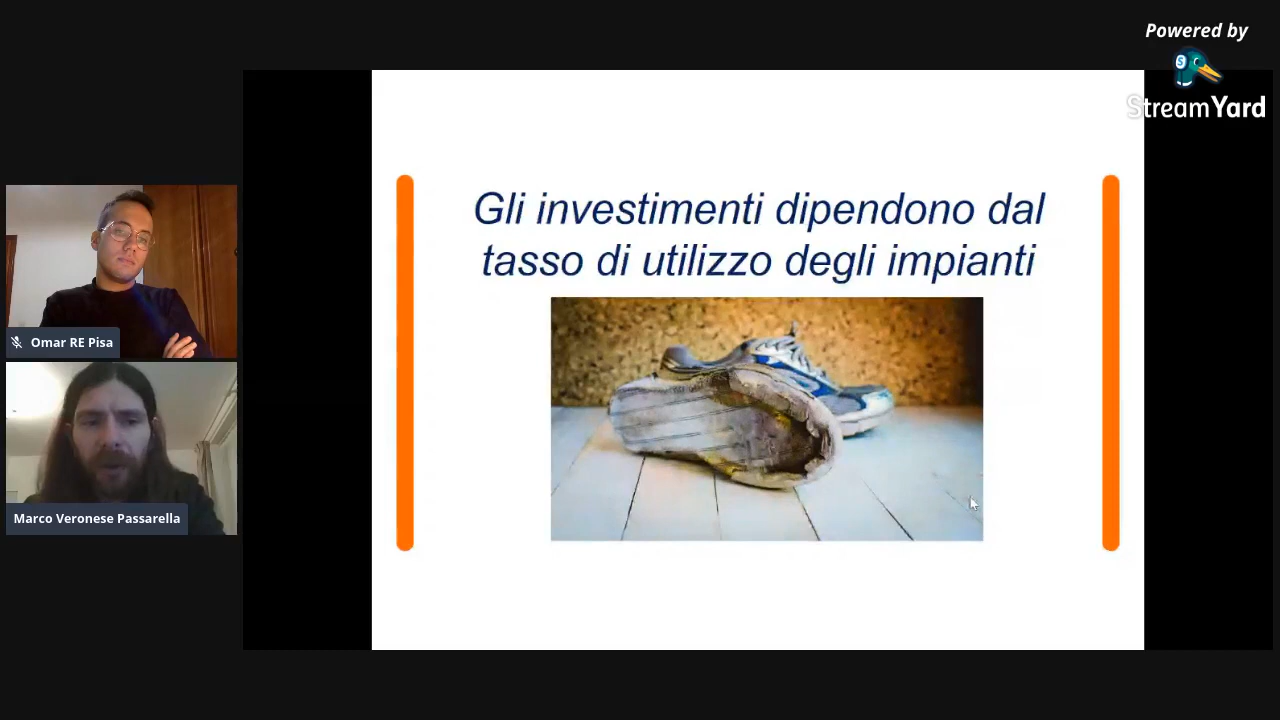 Powered by
StreamYard
Gli investimenti dipendono dal
tasso di utilizzo degli impianti
Omar RE Pisa
Marco Veronese Passarella